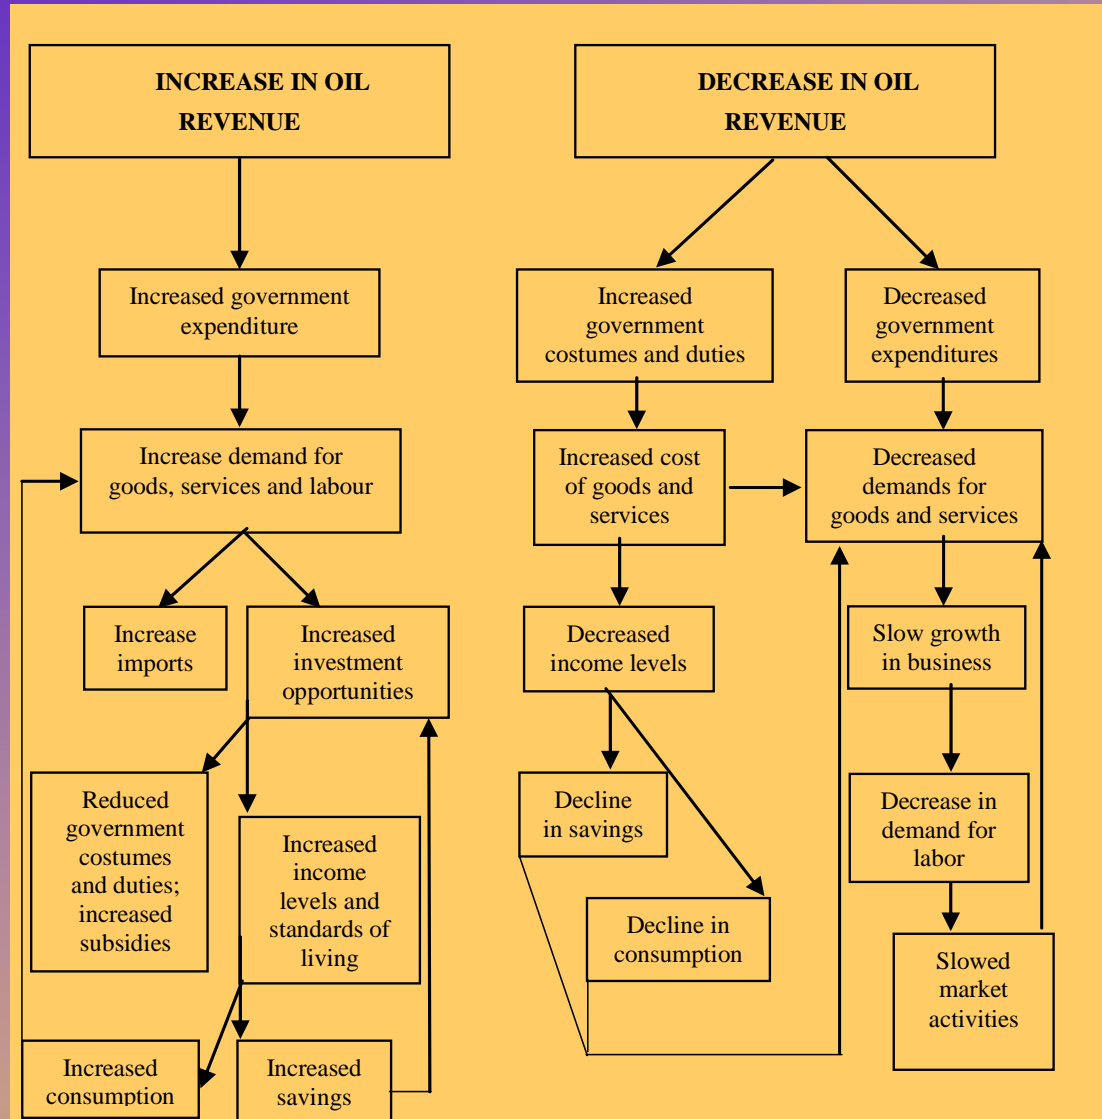 INCREASE IN OIL
REVENUE
Increased government
expenditure
Increase demand for
goods, services and labour
Increase
imports
Increased
investment
opportunities
Reduced
government
costumes
and duties;
increased
subsidies
Increased
income
levels and
standards of
living
Increased
consumption
Increased
savings
DECREASE IN OIL
REVENUE
Increased
government
costumes and duties
Decreased
government
expenditures
Increased cost
of goods and
services
Decreased
demands for
goods and services
Decreased
income levels
Slow growth
in business
Decline
in savings
Decrease in
demand for
labor
Decline in
consumption
Slowed
market
activities